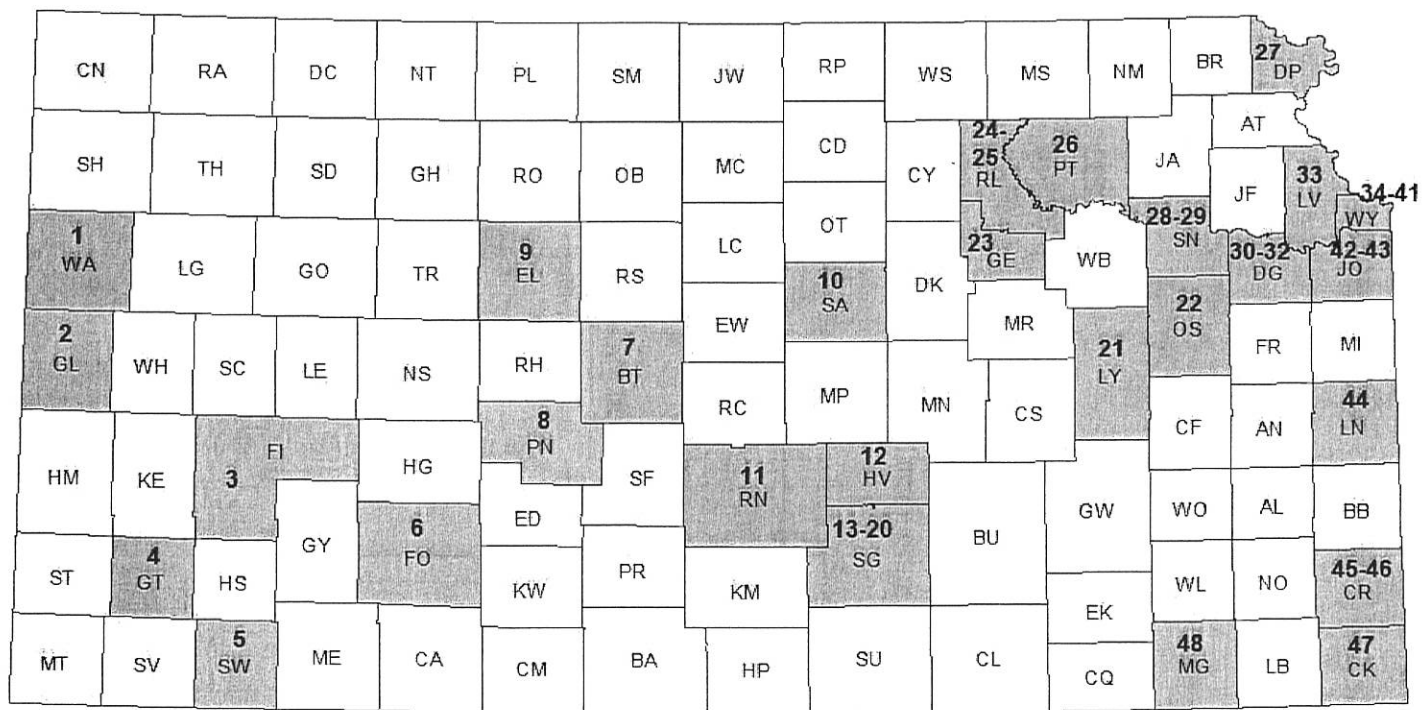 CN RA DC NT PL SM JW RP WS MS NM BR 27 DP
SH TH SD GH RO OB MC CD CY 24-25 RL 26 PT JA AT
JF 33 LV 34-41 WY
1 WA LG GO TR 9 EL RS LC OT DK 23 GE WB 28-29 SN 30-32 DG 42-43 JO
10 SA
2 GL WH SC LE NS RH 7 BT EW MR 21 LY 22 OS FR MI
3 FI HG 8 PN RC MP MN CS CF AN 44 LN
HM KE SF 11 RN 12 HV
GY 6 FO ED 13-20 SG BU GW WO AL BB
ST 4 GT HS KW PR KM EK WL NO 45-46 CR
MT SV 5 SW ME CA CM BA HP SU CL CQ 48 MG LB 47 CK